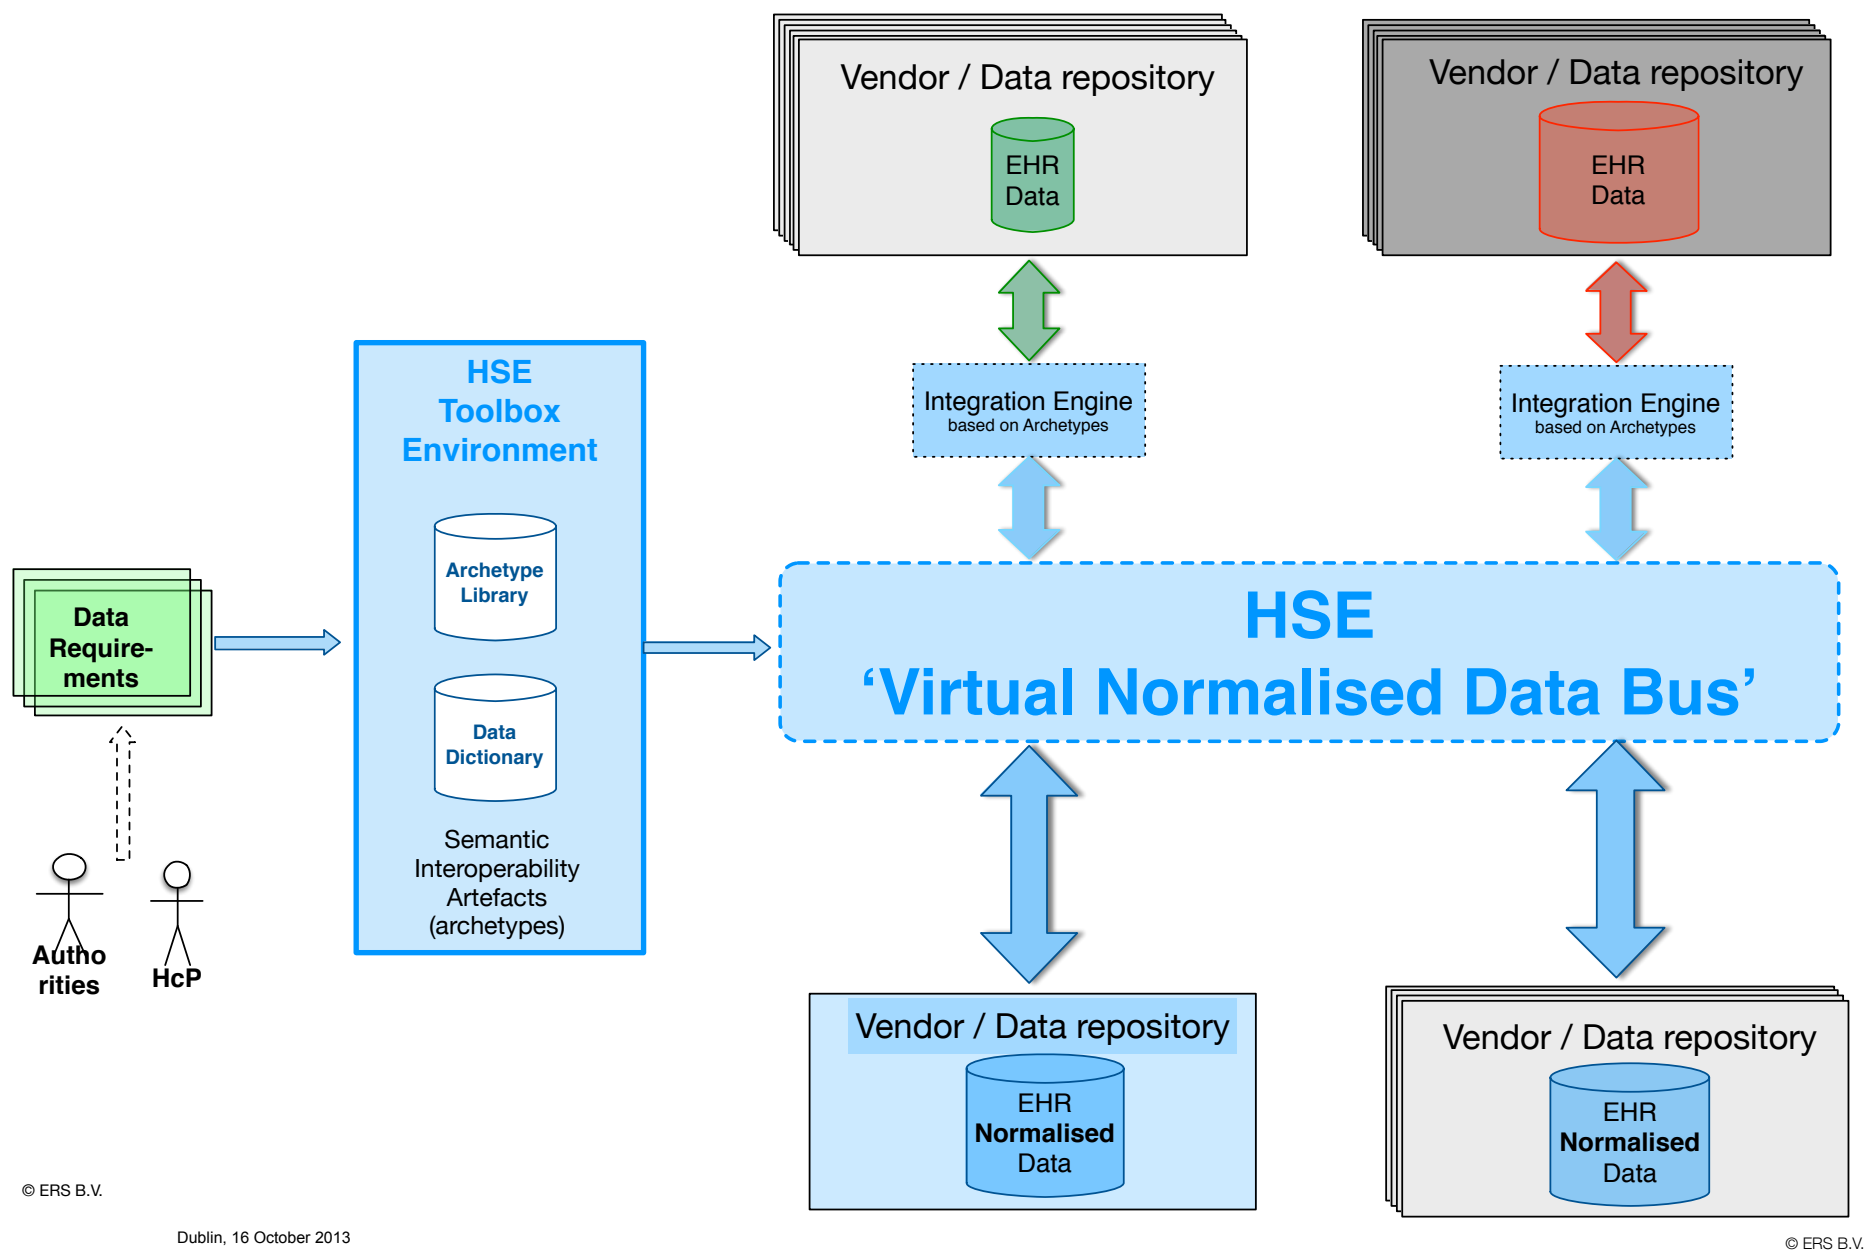 Vendor / Data repository
EHR
Data
Vendor / Data repository
EHR
Data
Integration Engine
based on Archetypes
Integration Engine
based on Archetypes
HSE
Toolbox
Environment
Archetype
Library
Data
Dictionary
Semantic
Interoperability
Artefacts
(archetypes)
Data
Require-
ments
Autho
rities
HcP
HSE
‘Virtual Normalised Data Bus’
Vendor / Data repository
EHR
Normalised
Data
Vendor / Data repository
EHR
Normalised
Data
© ERS B.V.
Dublin, 16 October 2013
© ERS B.V.